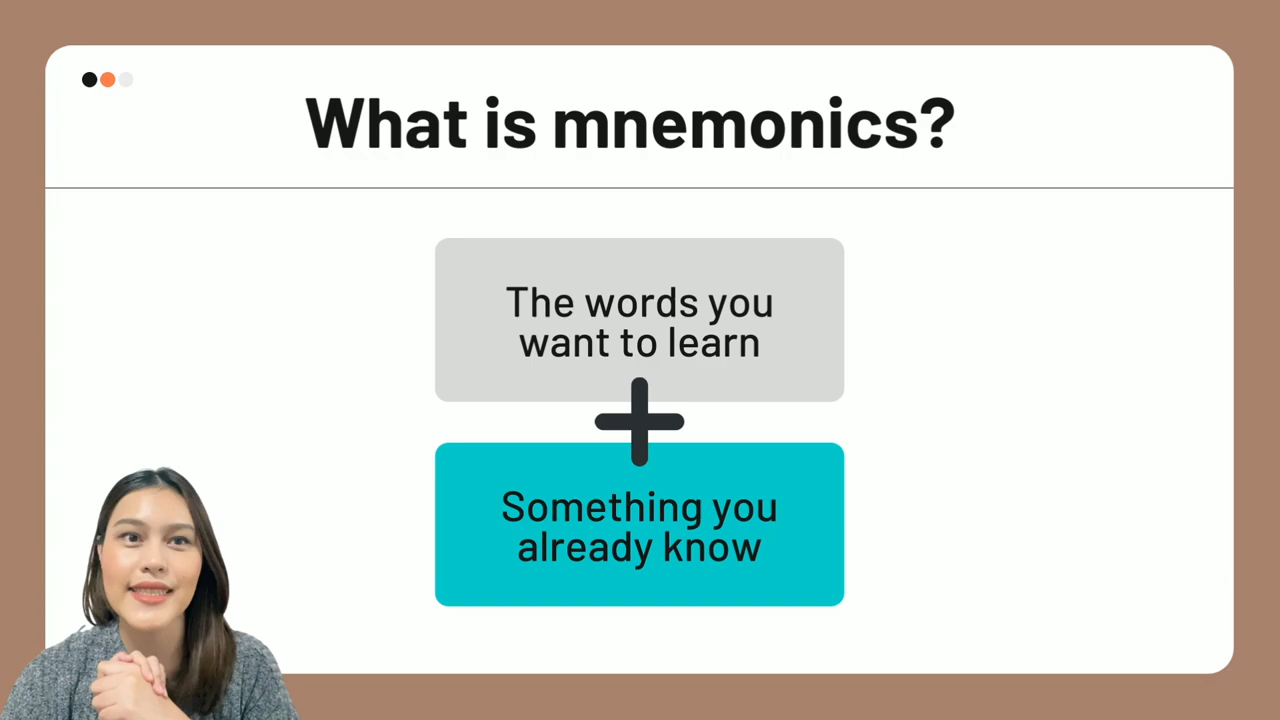 What is mnemonics?
The words you
want to learn
Something you
already know